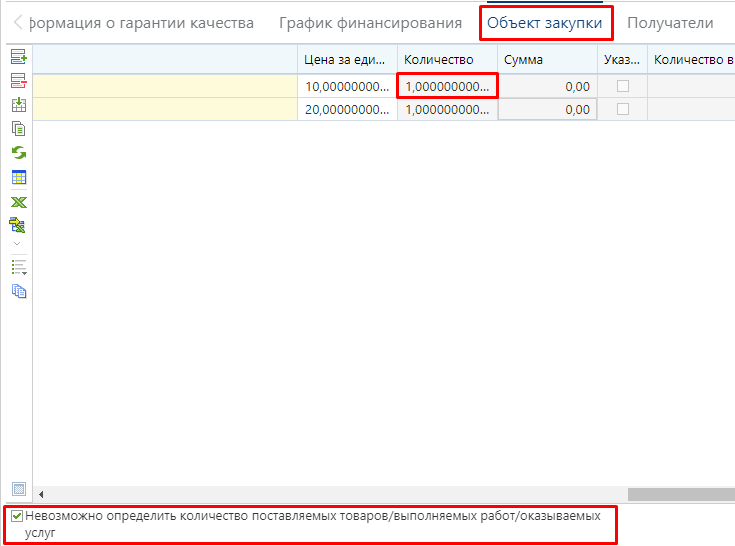 формация о гарантии качества График финансирования Объект закупки Получатели
Цена за еди... Количество Сумма Указ... Количество в
10,00000000... 1,000000000... 0,00
20,00000000... 1,000000000... 0,00
Невозможно определить количество поставляемых товаров/выполняемых работ/оказываемых
услуг